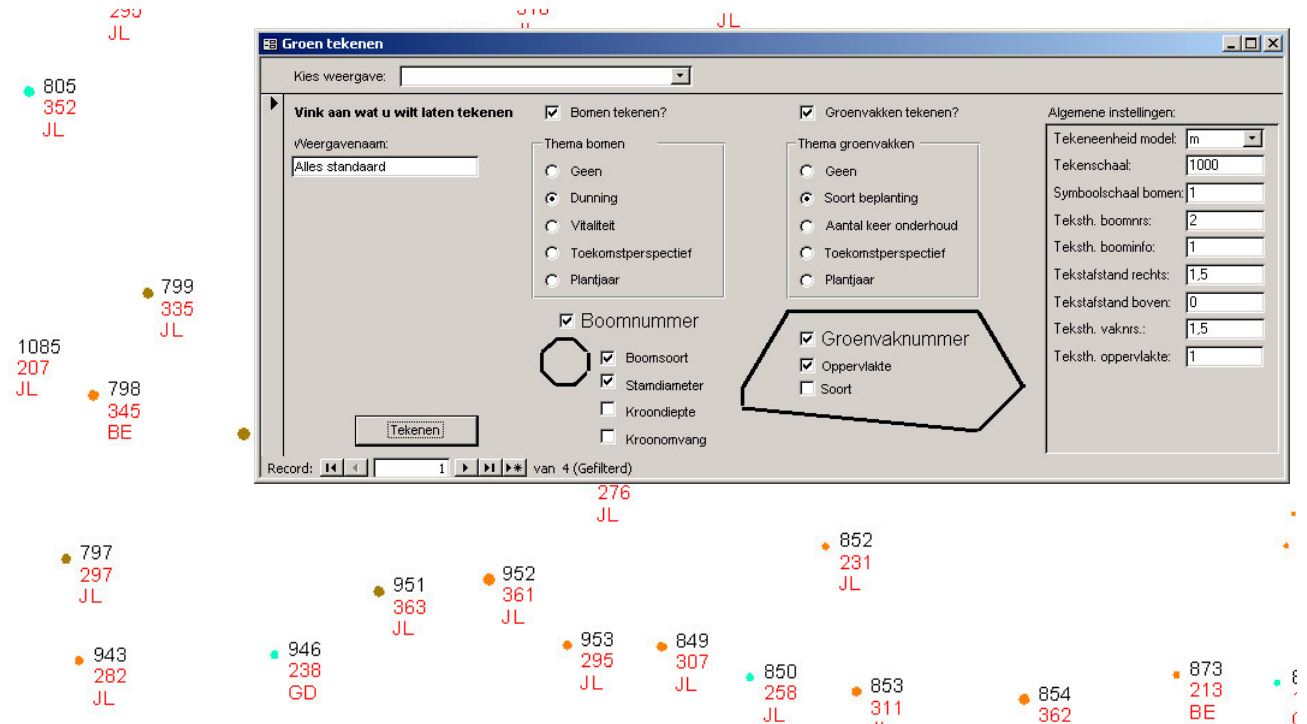 295
JL
JL
805
352
JL
799
335
JL
1085
207
JL
798
345
BE
Groen tekenen
Kies weergave:
Vink aan wat u wilt laten tekenen
Weergavenaam:
Alles standaard
Tekenen
Bomen tekenen?
Thema bomen
Geen
Dunning
Vitaliteit
Toekomstperspectief
Plantjaar
Boomnummer
Boomsoort
Stamdiameter
Kroondiepte
Kroonomvang
Groenvakken tekenen?
Thema groenvakken
Geen
Soort beplanting
Aantal keer onderhoud
Toekomstperspectief
Plantjaar
Groenvaknummer
Oppervlakte
Soort
Algemene instellingen:
Tekeneenheid model: m
Tekenschaal: 1000
Symboolschaal bomen: 1
Teksth. boomnrs: 2
Teksth. boominfo: 1
Tekstafstand rechts: 1,5
Tekstafstand boven: 0
Teksth. vaknrs.: 1,5
Teksth. oppervlakte: 1
Record: 1 van 4 (Gefilterd)
276
JL
797
297
JL
951
363
JL
952
361
JL
852
231
JL
943
282
JL
946
238
GD
953
295
JL
849
307
JL
850
258
JL
853
311
854
362
873
213
BE